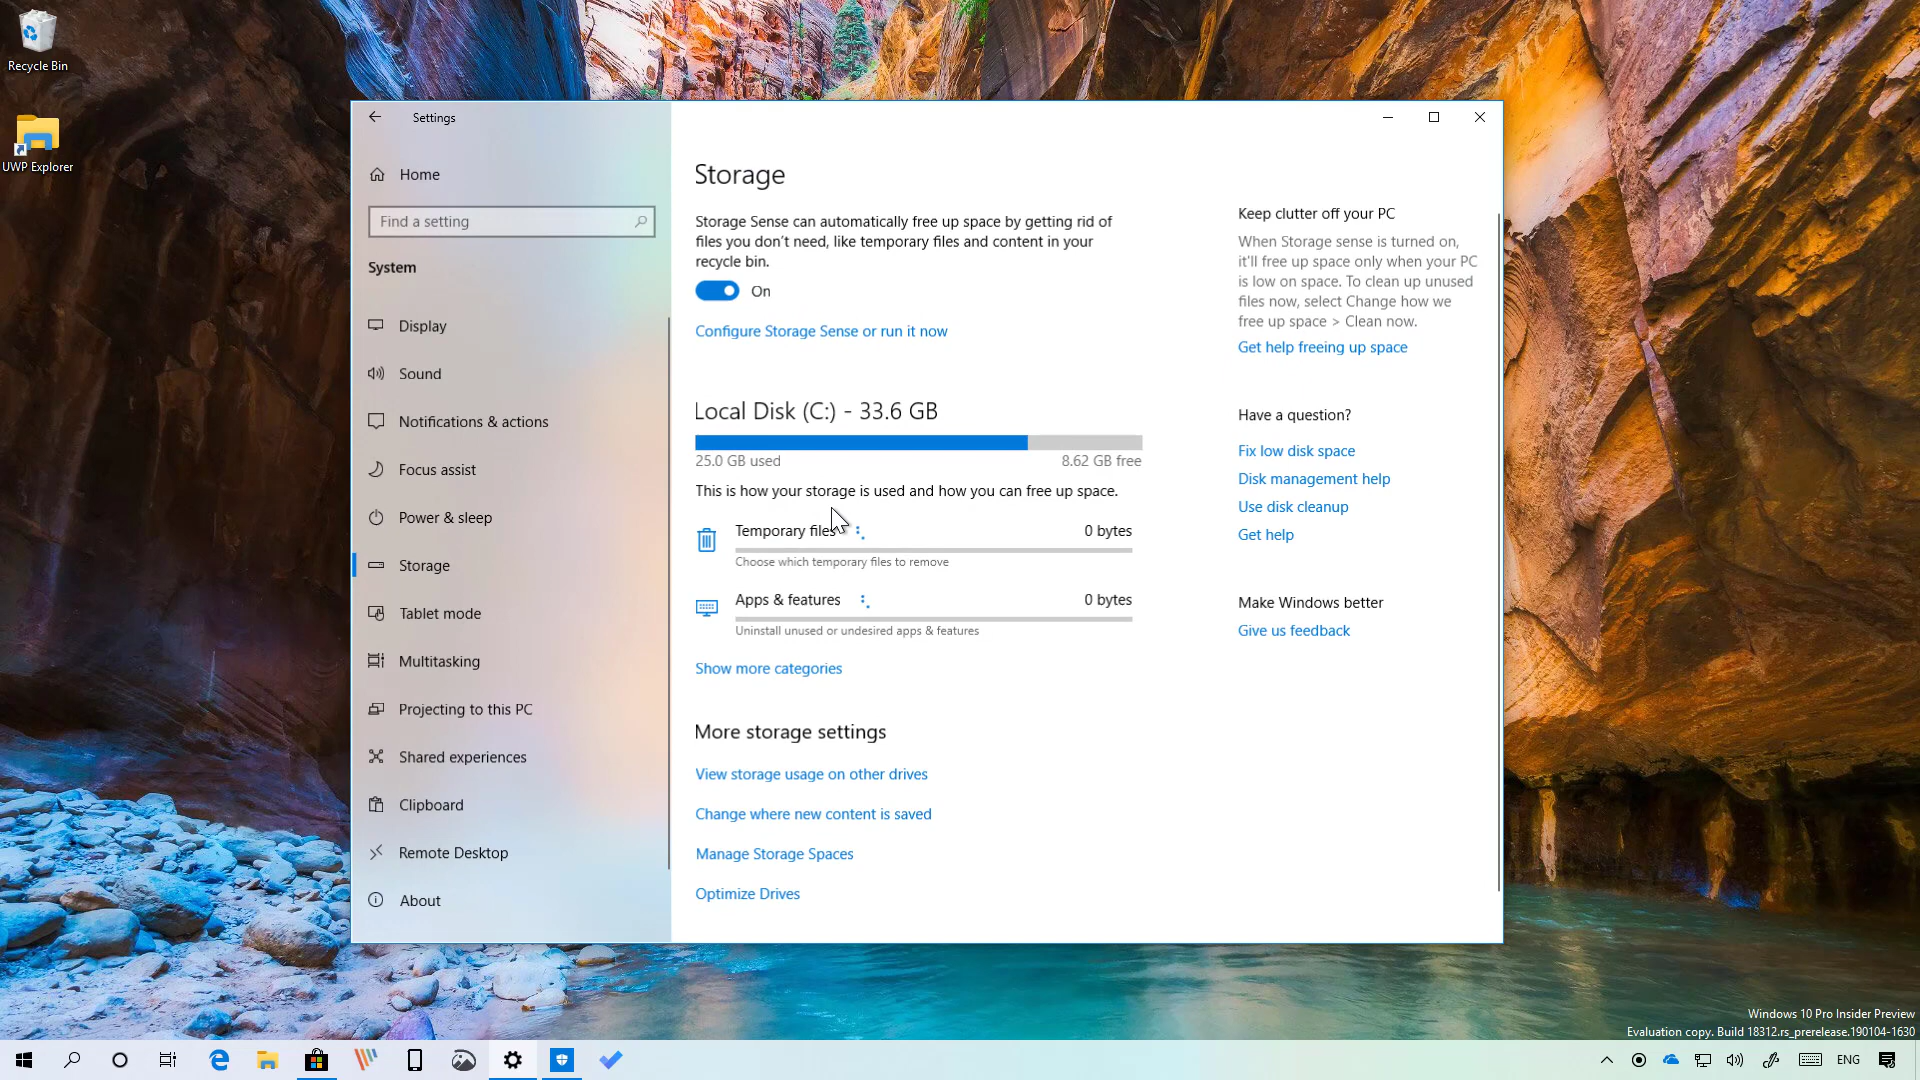 Recycle Bin
UWP Explorer
Settings
Home
Find a setting
System
Display
Sound
Notifications & actions
Focus assist
Power & sleep
Storage
Tablet mode
Multitasking
Projecting to this PC
Shared experiences
Clipboard
Remote Desktop
About
Storage
Storage Sense can automatically free up space by getting rid of
files you don't need, like temporary files and content in your
recycle bin.
On
Configure Storage Sense or run it now
Local Disk (C:) - 33.6 GB
25.0 GB used
8.62 GB free
This is how your storage is used and how you can free up space.
Temporary files
0 bytes
Choose which temporary files to remove
Apps & features
0 bytes
Uninstall unused or undesired apps & features
Show more categories
More storage settings
View storage usage on other drives
Change where new content is saved
Manage Storage Spaces
Optimize Drives
Keep clutter off your PC
When Storage sense is turned on,
it'll free up space only when your PC
is low on space. To clean up unused
files now, select Change how we
free up space > Clean now.
Get help freeing up space
Have a question?
Fix low disk space
Disk management help
Use disk cleanup
Get help
Make Windows better
Give us feedback
Windows 10 Pro Insider Preview
Evaluation copy. Build 18312.rs_prerelease.190104-1630
ENG